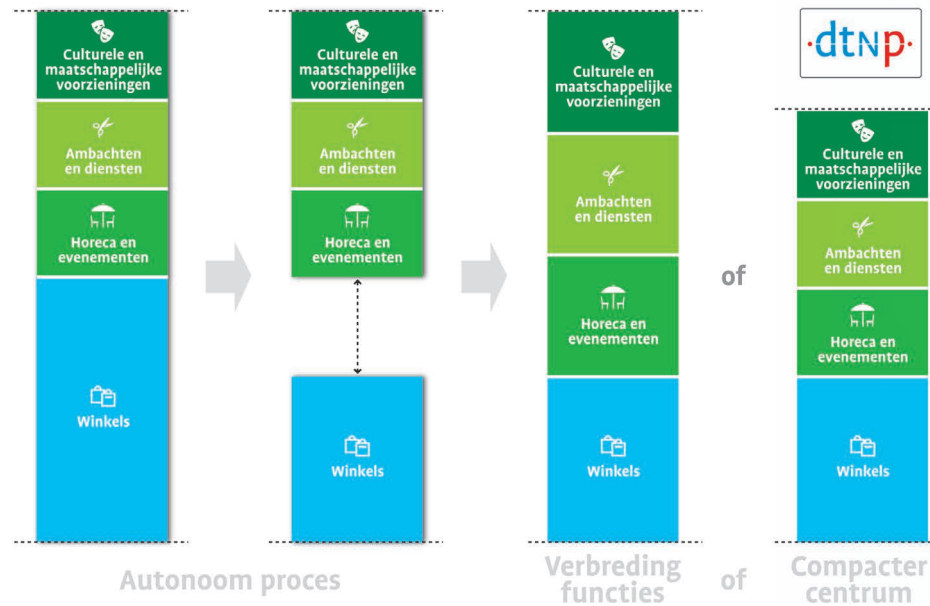 Culturele en
maatschappelijke
voorzieningen
Ambachten
en diensten
Horeca en
evenementen
Winkels
Culturele en
maatschappelijke
voorzieningen
Ambachten
en diensten
Horeca en
evenementen
Winkels
Autonoom proces
Culturele en
maatschappelijke
voorzieningen
Ambachten
en diensten
Horeca en
evenementen
Winkels
Verbreding
functies
of
of
·dtNp·
Culturele en
maatschappelijke
voorzieningen
Ambachten
en diensten
Horeca en
evenementen
Winkels
Compacter
centrum